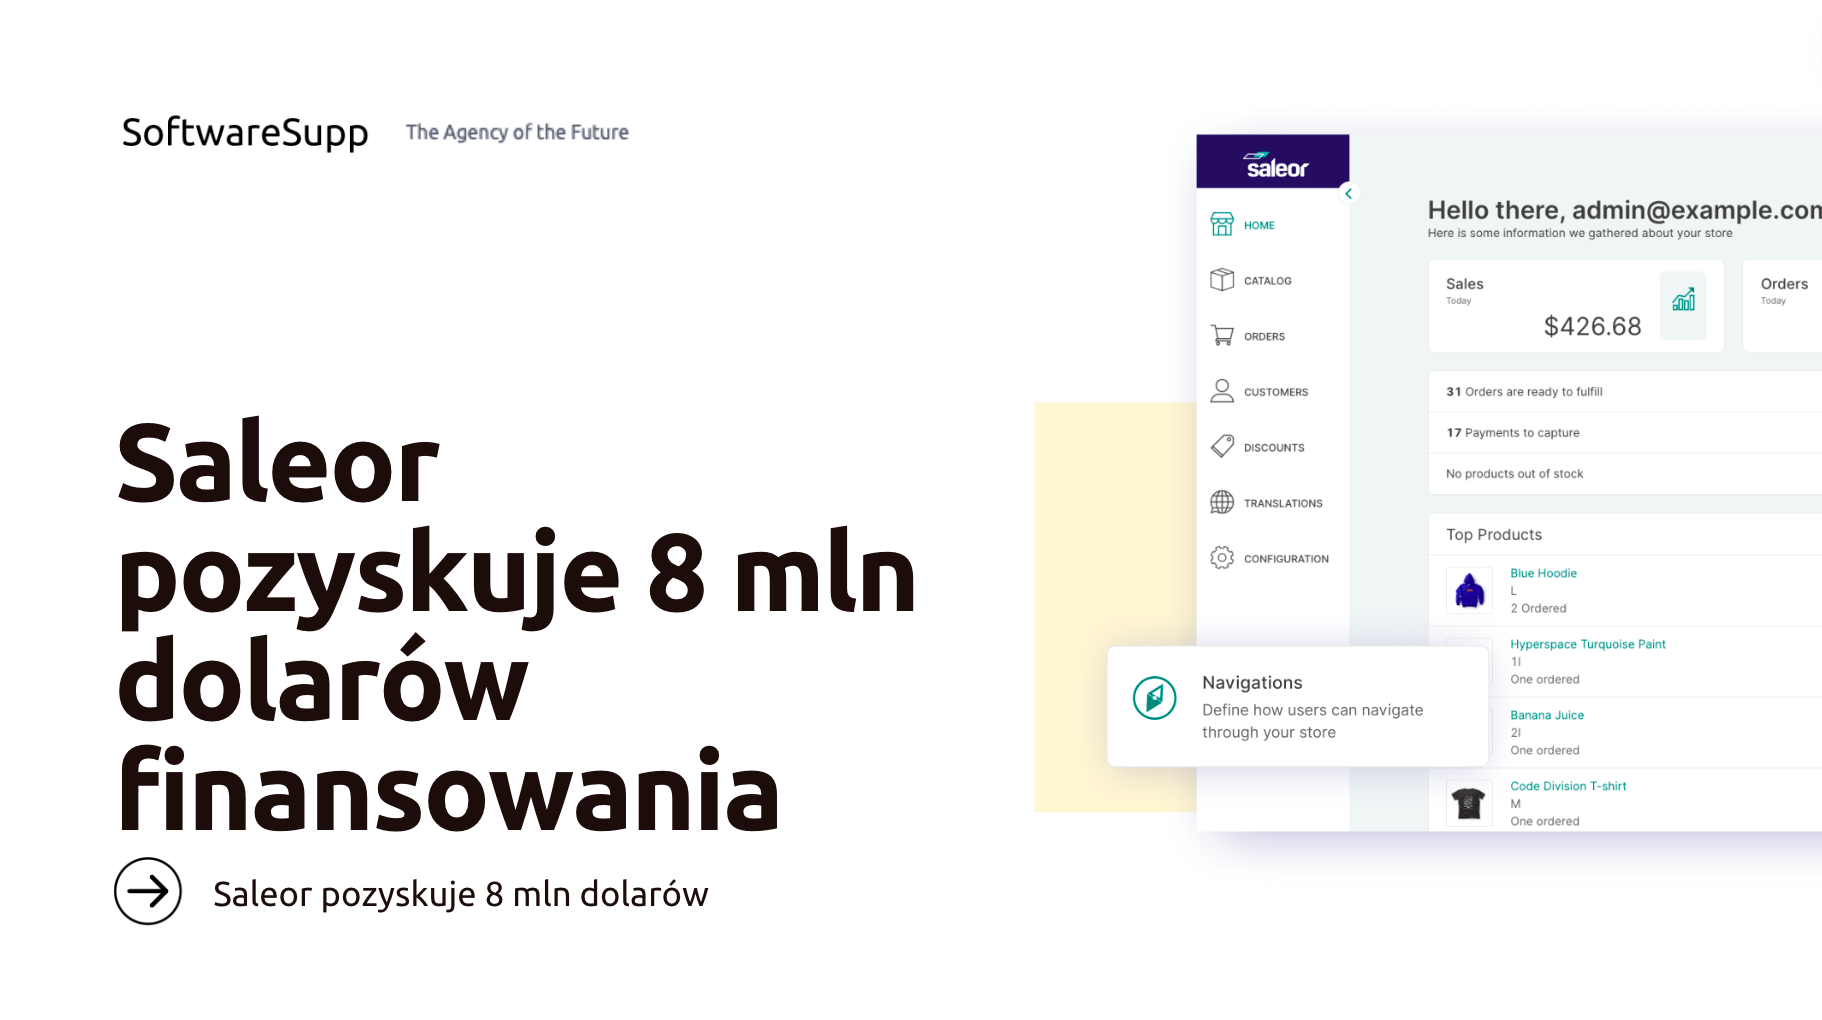 SoftwareSupp
The Agency of the Future
Saleor
pozyskuje 8 mln
dolarów
finansowania
Saleor pozyskuje 8 mln dolarów
saleor
HOME
CATALOG
ORDERS
CUSTOMERS
DISCOUNTS
TRANSLATIONS
CONFIGURATION
Hello there, admin@example.com
Here is some information we gathered about your store
Sales
Today
$426.68
Orders
Today
31 Orders are ready to fulfill
17 Payments to capture
No products out of stock
Top Products
Blue Hoodie
L
2 Ordered
Hyperspace Turquoise Paint
1l
One ordered
Banana Juice
2l
One ordered
Code Division T-shirt
M
One ordered
Navigations
Define how users can navigate
through your store